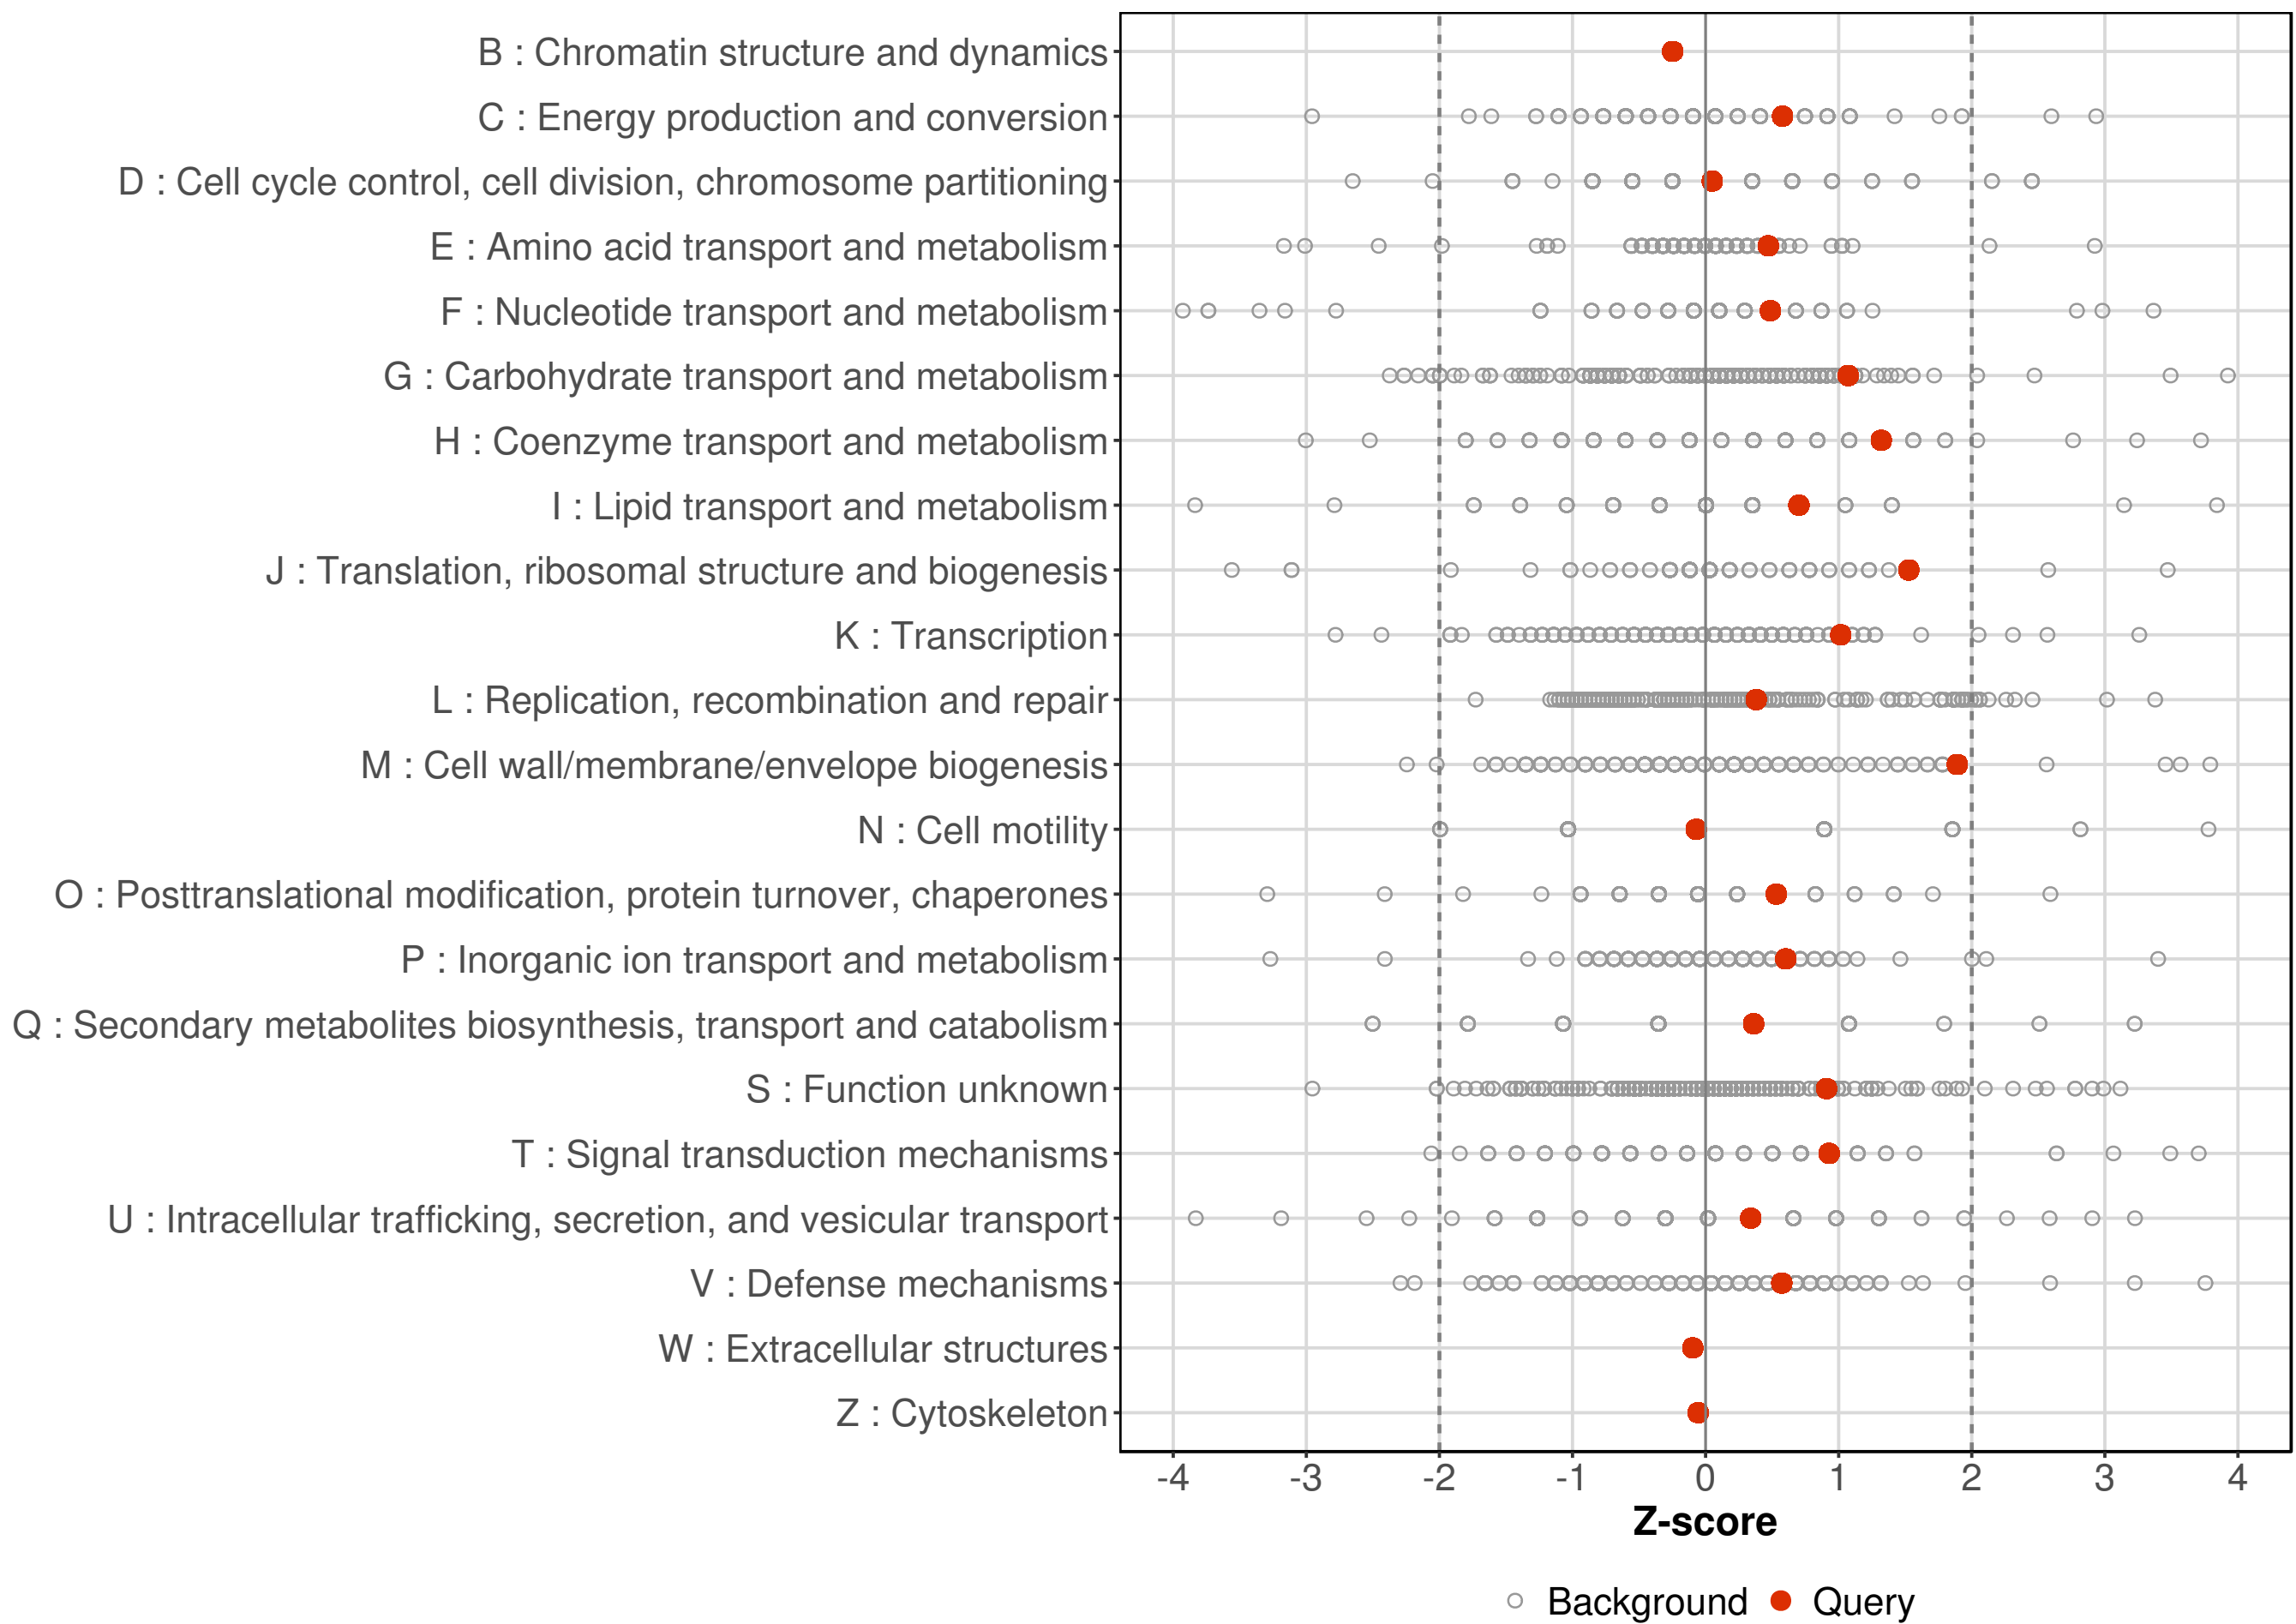 B : Chromatin structure and dynamics
C : Energy production and conversion
D : Cell cycle control, cell division, chromosome partitioning
E : Amino acid transport and metabolism
F : Nucleotide transport and metabolism
G : Carbohydrate transport and metabolism
H : Coenzyme transport and metabolism
I : Lipid transport and metabolism
J : Translation, ribosomal structure and biogenesis
K : Transcription
L : Replication, recombination and repair
M : Cell wall/membrane/envelope biogenesis
N : Cell motility
O : Posttranslational modification, protein turnover, chaperones
P : Inorganic ion transport and metabolism
Q : Secondary metabolites biosynthesis, transport and catabolism
S : Function unknown
T : Signal transduction mechanisms
U : Intracellular trafficking, secretion, and vesicular transport
V : Defense mechanisms
W : Extracellular structures
Z : Cytoskeleton
-4 -3 -2 -1 0 1 2 3 4
Z-score
Background Query